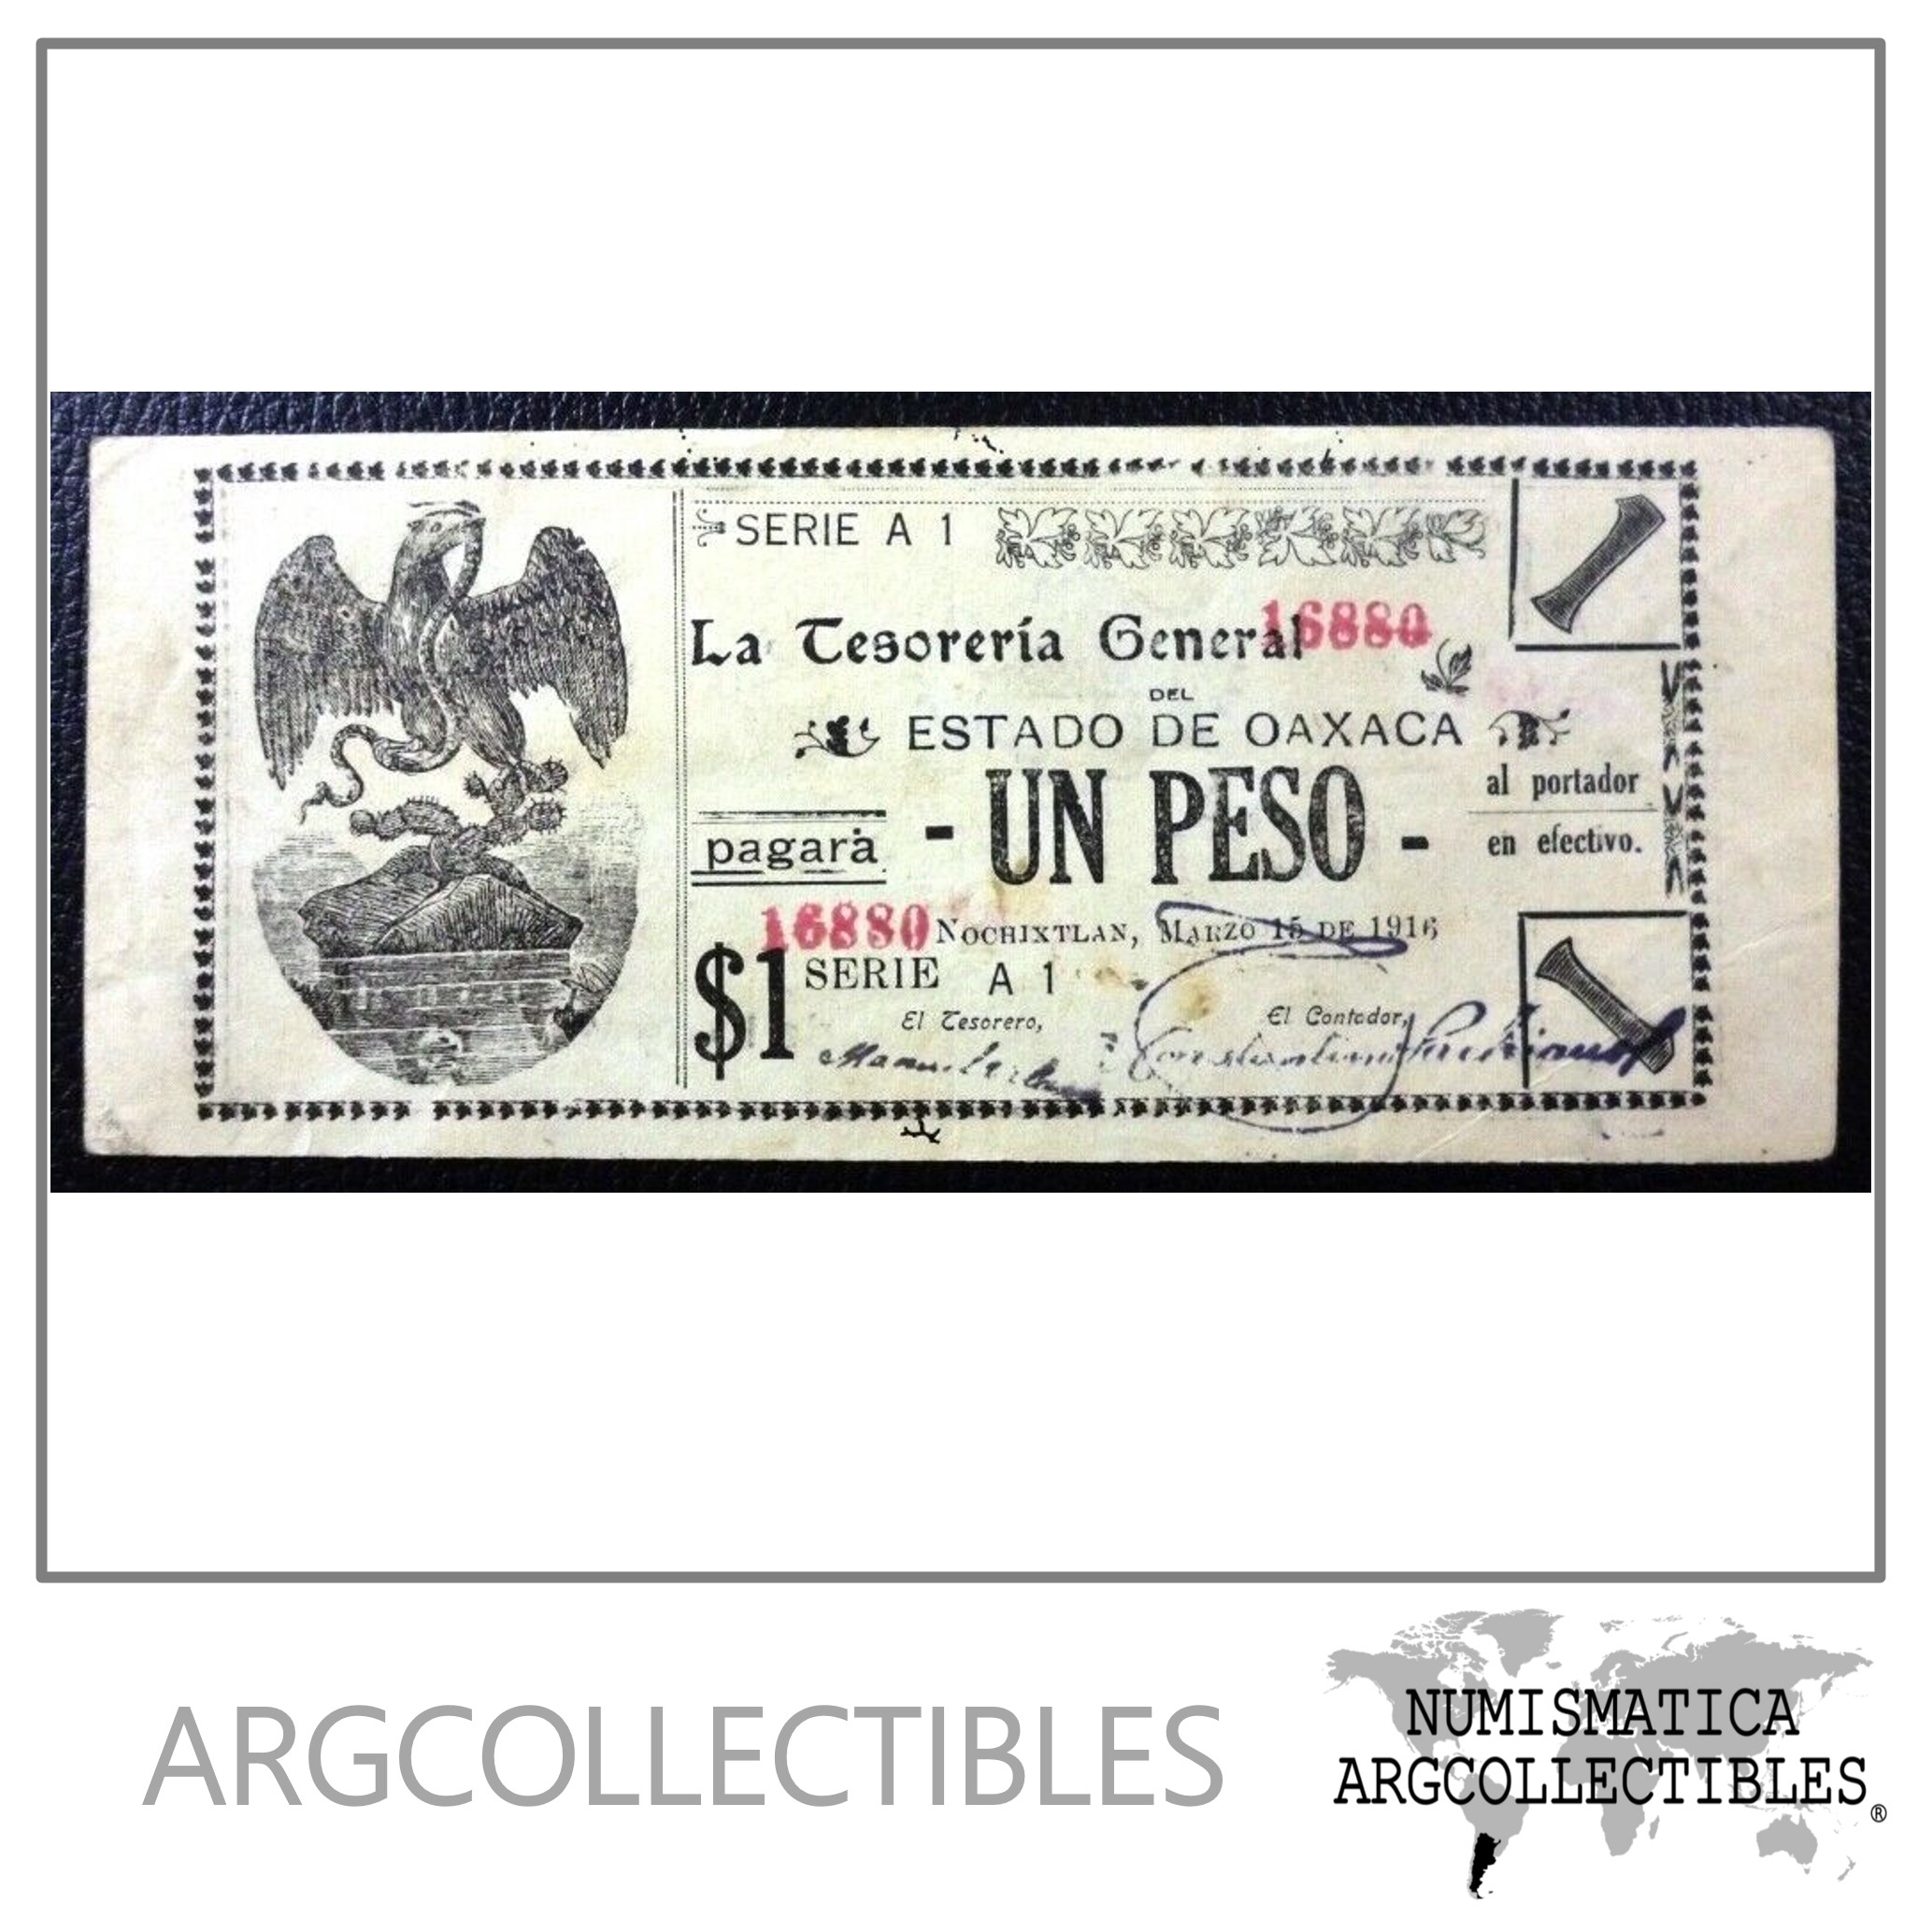 SERIE A 1
La Tesorería General 16880
DEL
ESTADO DE OAXACA
pagarà - UN PESO - al portador
en efectivo.
16880 NOCHIXTLAN, MARZO 15 DE 1916
$1 SERIE A 1
El Tesorero, El Contador,
ARGCOLLECTIBLES
NUMISMATICA
ARGCOLLECTIBLES®